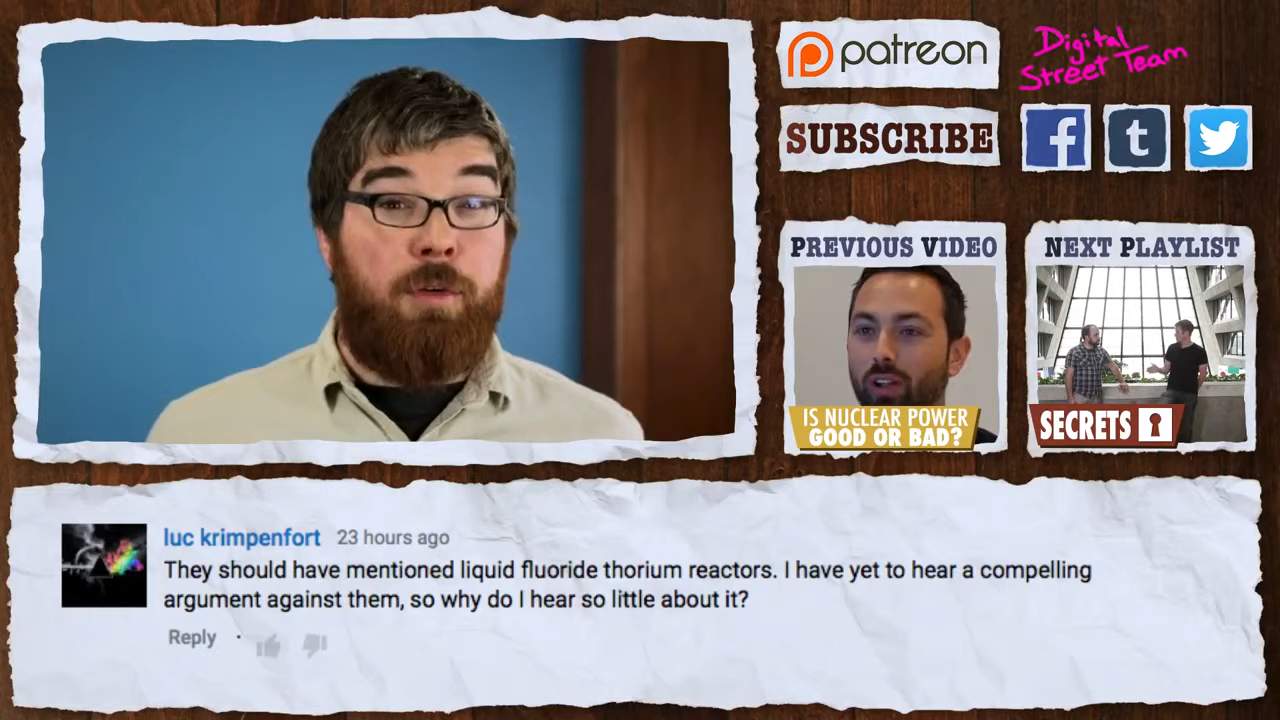 patreon
Digital
Street Team
SUBSCRIBE
f
t
PREVIOUS VIDEO
IS NUCLEAR POWER
GOOD OR BAD?
NEXT PLAYLIST
SECRETS
luc krimpenfort 23 hours ago
They should have mentioned liquid fluoride thorium reactors. I have yet to hear a compelling
argument against them, so why do I hear so little about it?
Reply ·